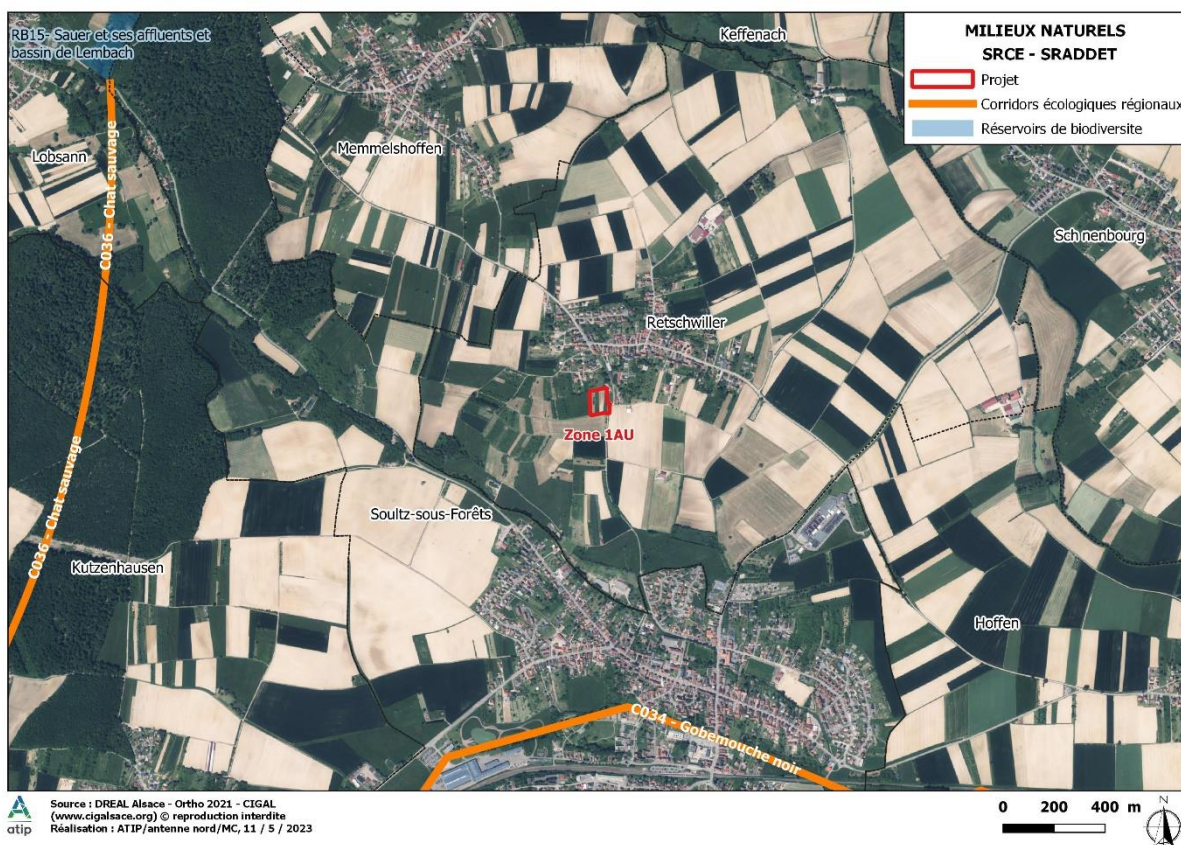 RB15- Sauer et ses affluents et
bassin de Lembach
Keffenach
MILIEUX NATURELS
SRCE - SRADDET
Projet
Corridors écologiques régionaux
Réservoirs de biodiversite
Lobsann
Memmelshoffen
C036 - Chat sauvage
Sch nenbourg
Retschwiller
Zone 1AU
Soultz-sous-Forêts
C036 - Chat sauvage
Kutzenhausen
Hoffen
C034 - Gobemouche noir
atip
Source : DREAL Alsace - Ortho 2021 - CIGAL
(www.cigalsace.org) © reproduction interdite
Réalisation : ATIP/antenne nord/MC, 11 / 5 / 2023
0 200 400 m
N